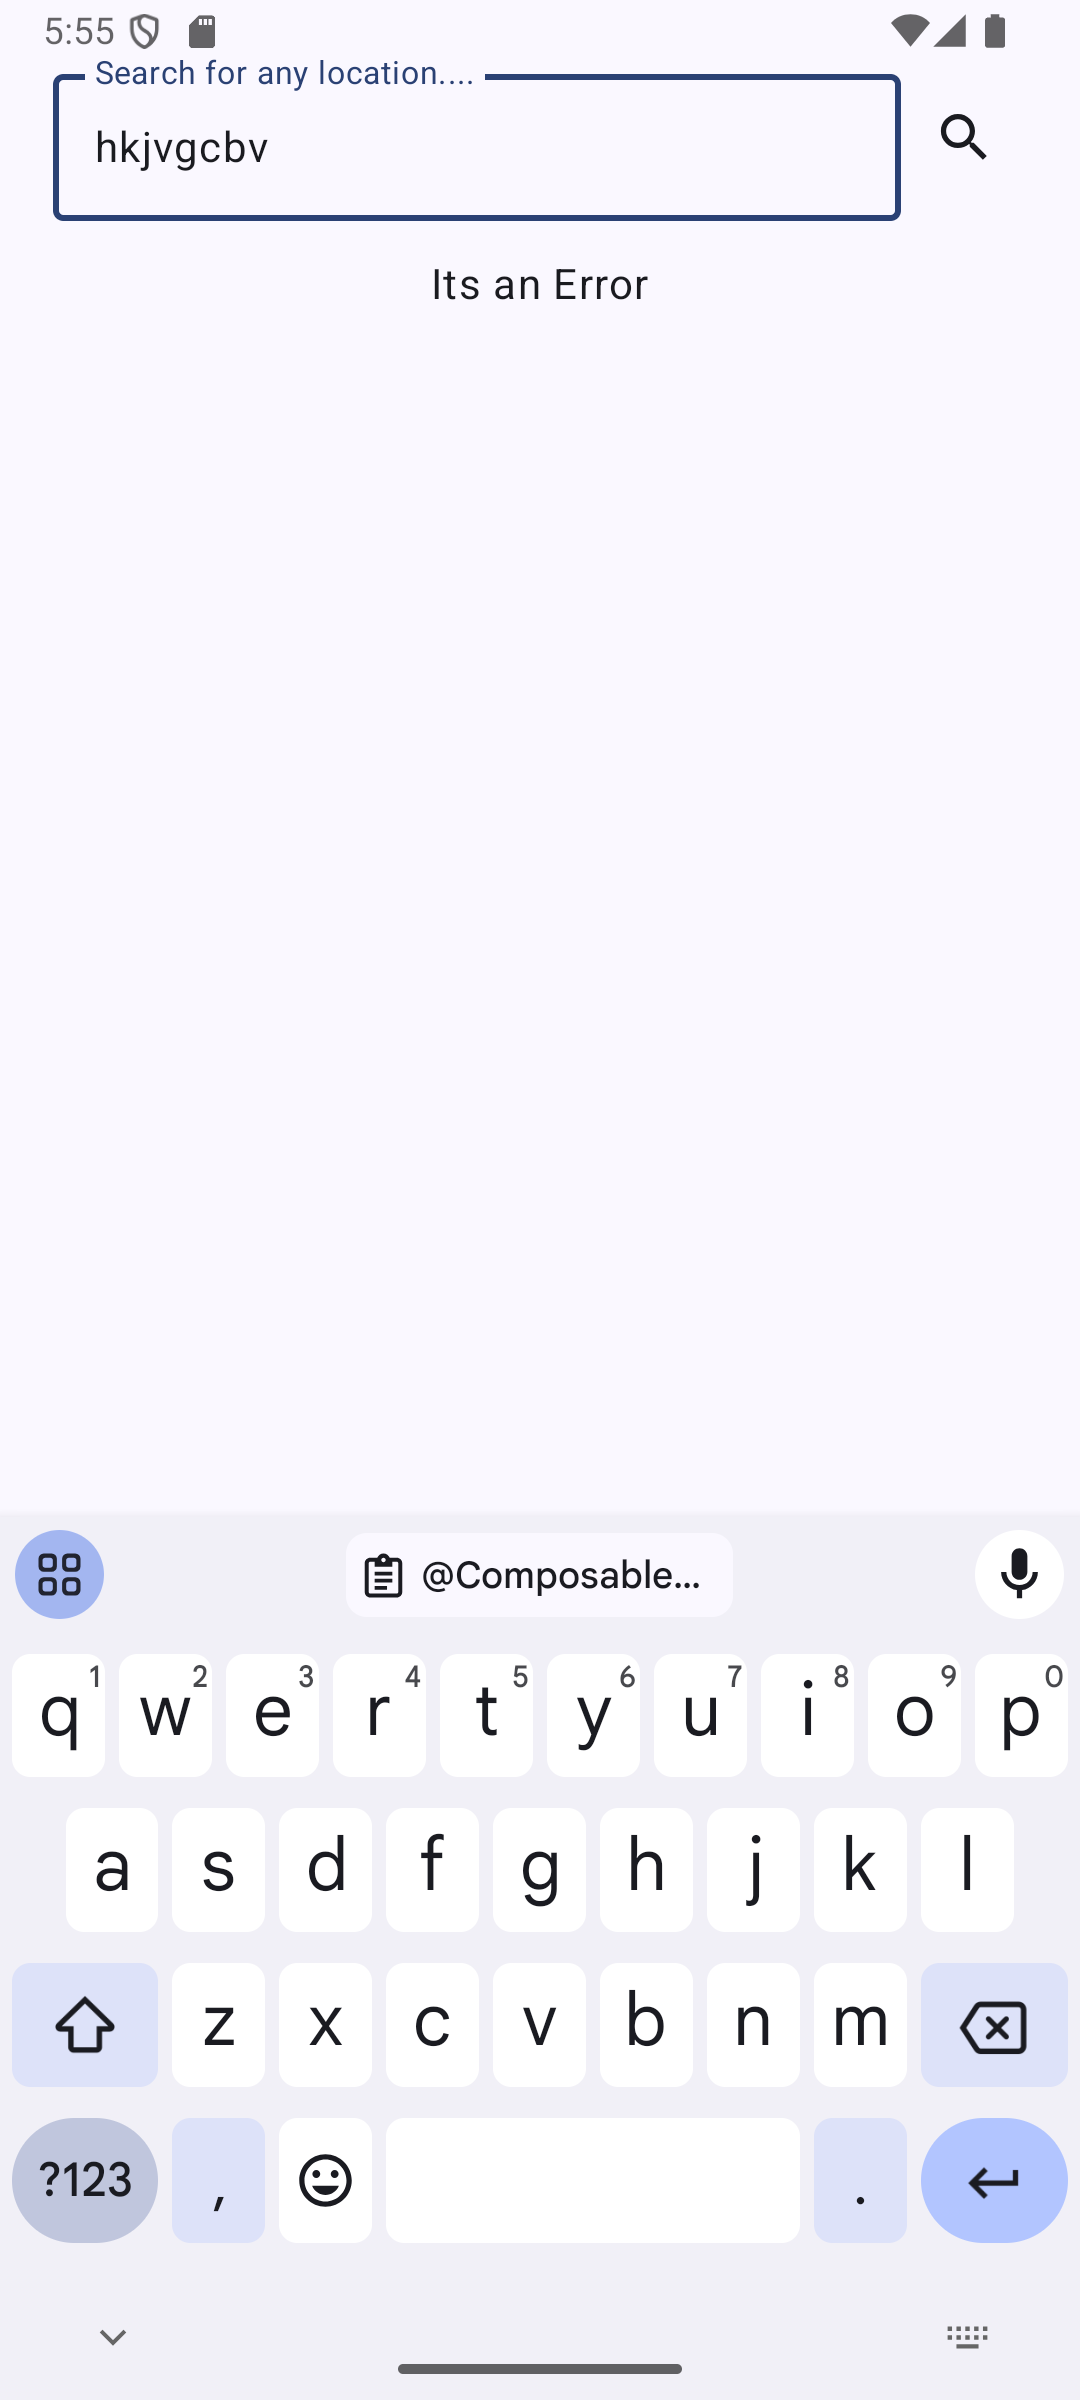 5:55
Search for any location....
hkjvgcbv
Its an Error
@Composable...
q 1 w 2 e 3 r 4 t 5 y 6 u 7 i 8 o 9 p 0
a s d f g h j k l
z x c v b n m
?123 , .